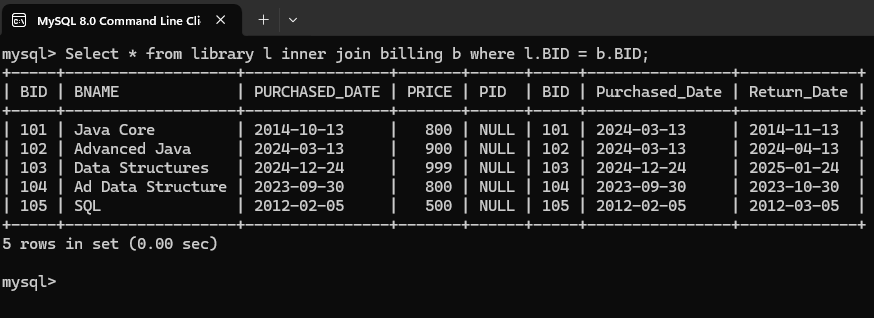 MySQL 8.0 Command Line Cli
mysql> Select * from library l inner join billing b where l.BID = b.BID;
+-----+-------------------+----------------+-------+------+-----+----------------+-------------+
| BID | BNAME             | PURCHASED_DATE | PRICE | PID  | BID | Purchased_Date | Return_Date |
+-----+-------------------+----------------+-------+------+-----+----------------+-------------+
| 101 | Java Core         | 2014-10-13     |   800 | NULL | 101 | 2024-03-13     | 2014-11-13  |
| 102 | Advanced Java     | 2024-03-13     |   900 | NULL | 102 | 2024-03-13     | 2024-04-13  |
| 103 | Data Structures   | 2024-12-24     |   999 | NULL | 103 | 2024-12-24     | 2025-01-24  |
| 104 | Ad Data Structure | 2023-09-30     |   800 | NULL | 104 | 2023-09-30     | 2023-10-30  |
| 105 | SQL               | 2012-02-05     |   500 | NULL | 105 | 2012-02-05     | 2012-03-05  |
+-----+-------------------+----------------+-------+------+-----+----------------+-------------+
5 rows in set (0.00 sec)
mysql>